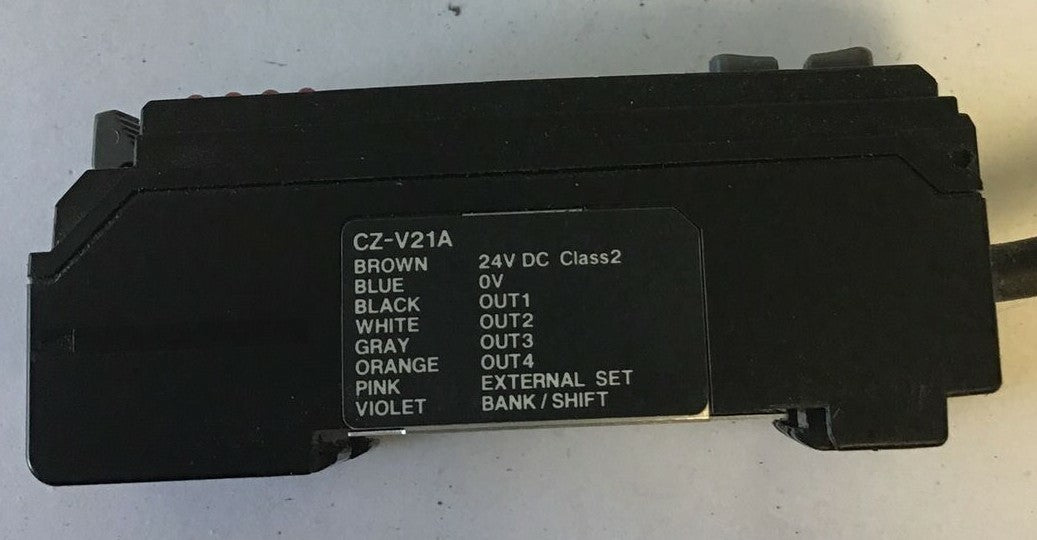 CZ-V21A
BROWN 24V DC Class2
BLUE 0V
BLACK OUT1
WHITE OUT2
GRAY OUT3
ORANGE OUT4
PINK EXTERNAL SET
VIOLET BANK/SHIFT